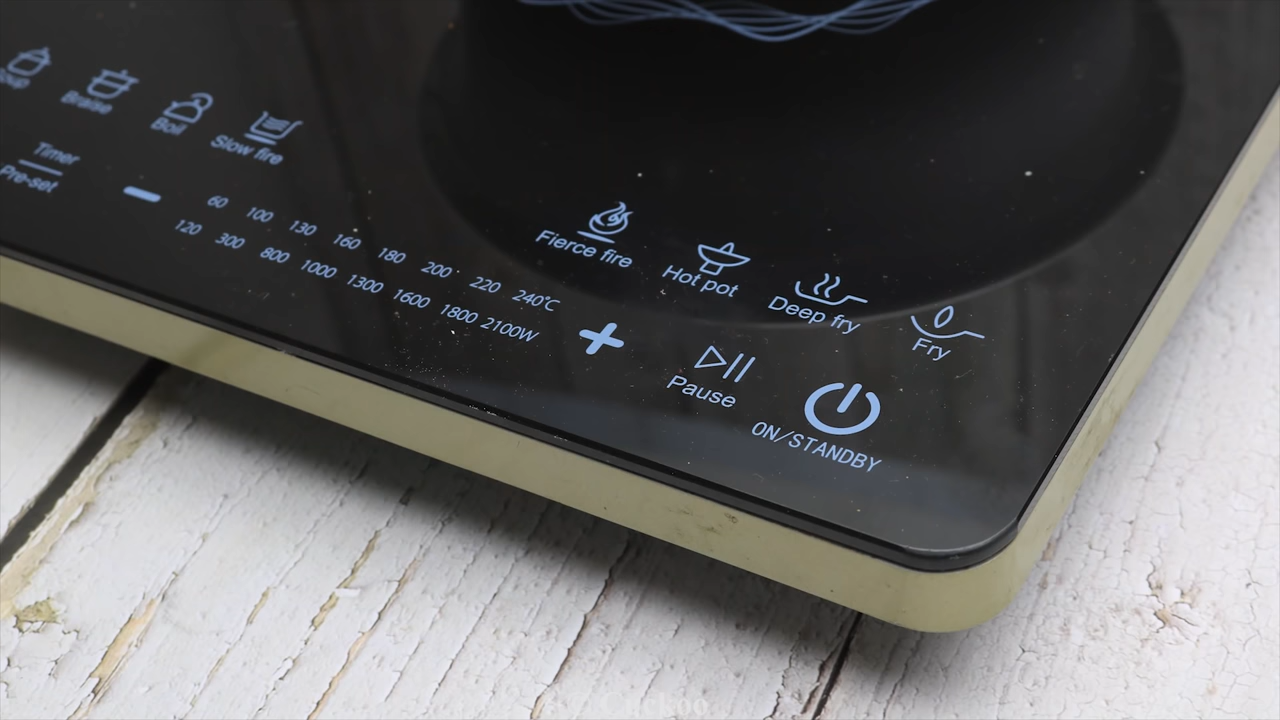 Soup
Braise
Boil
Slow fire
Fierce fire
Hot pot
Deep fry
Fry
Timer
Pre-set
60 100 130 160 180 200 220 240°C
120 300 800 1000 1300 1600 1800 2100W
Pause
ON/STANDBY